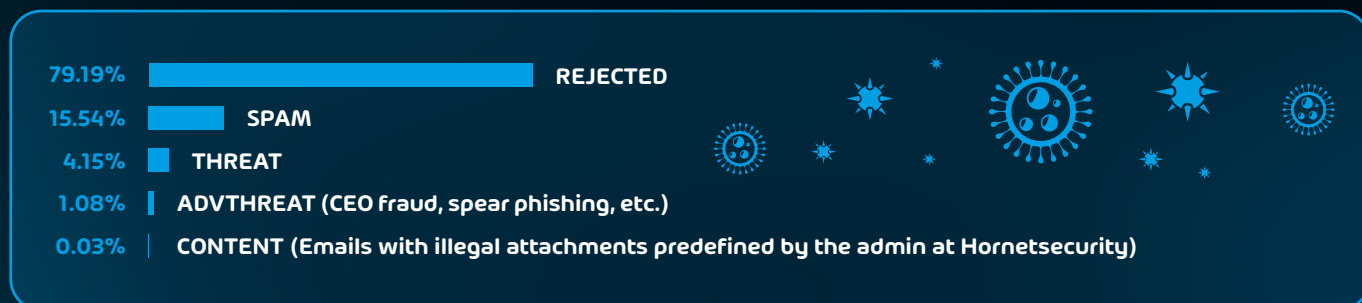 79.19% REJECTED
15.54% SPAM
4.15% THREAT
1.08% ADVTHREAT (CEO fraud, spear phishing, etc.)
0.03% CONTENT (Emails with illegal attachments predefined by the admin at Hornetsecurity)